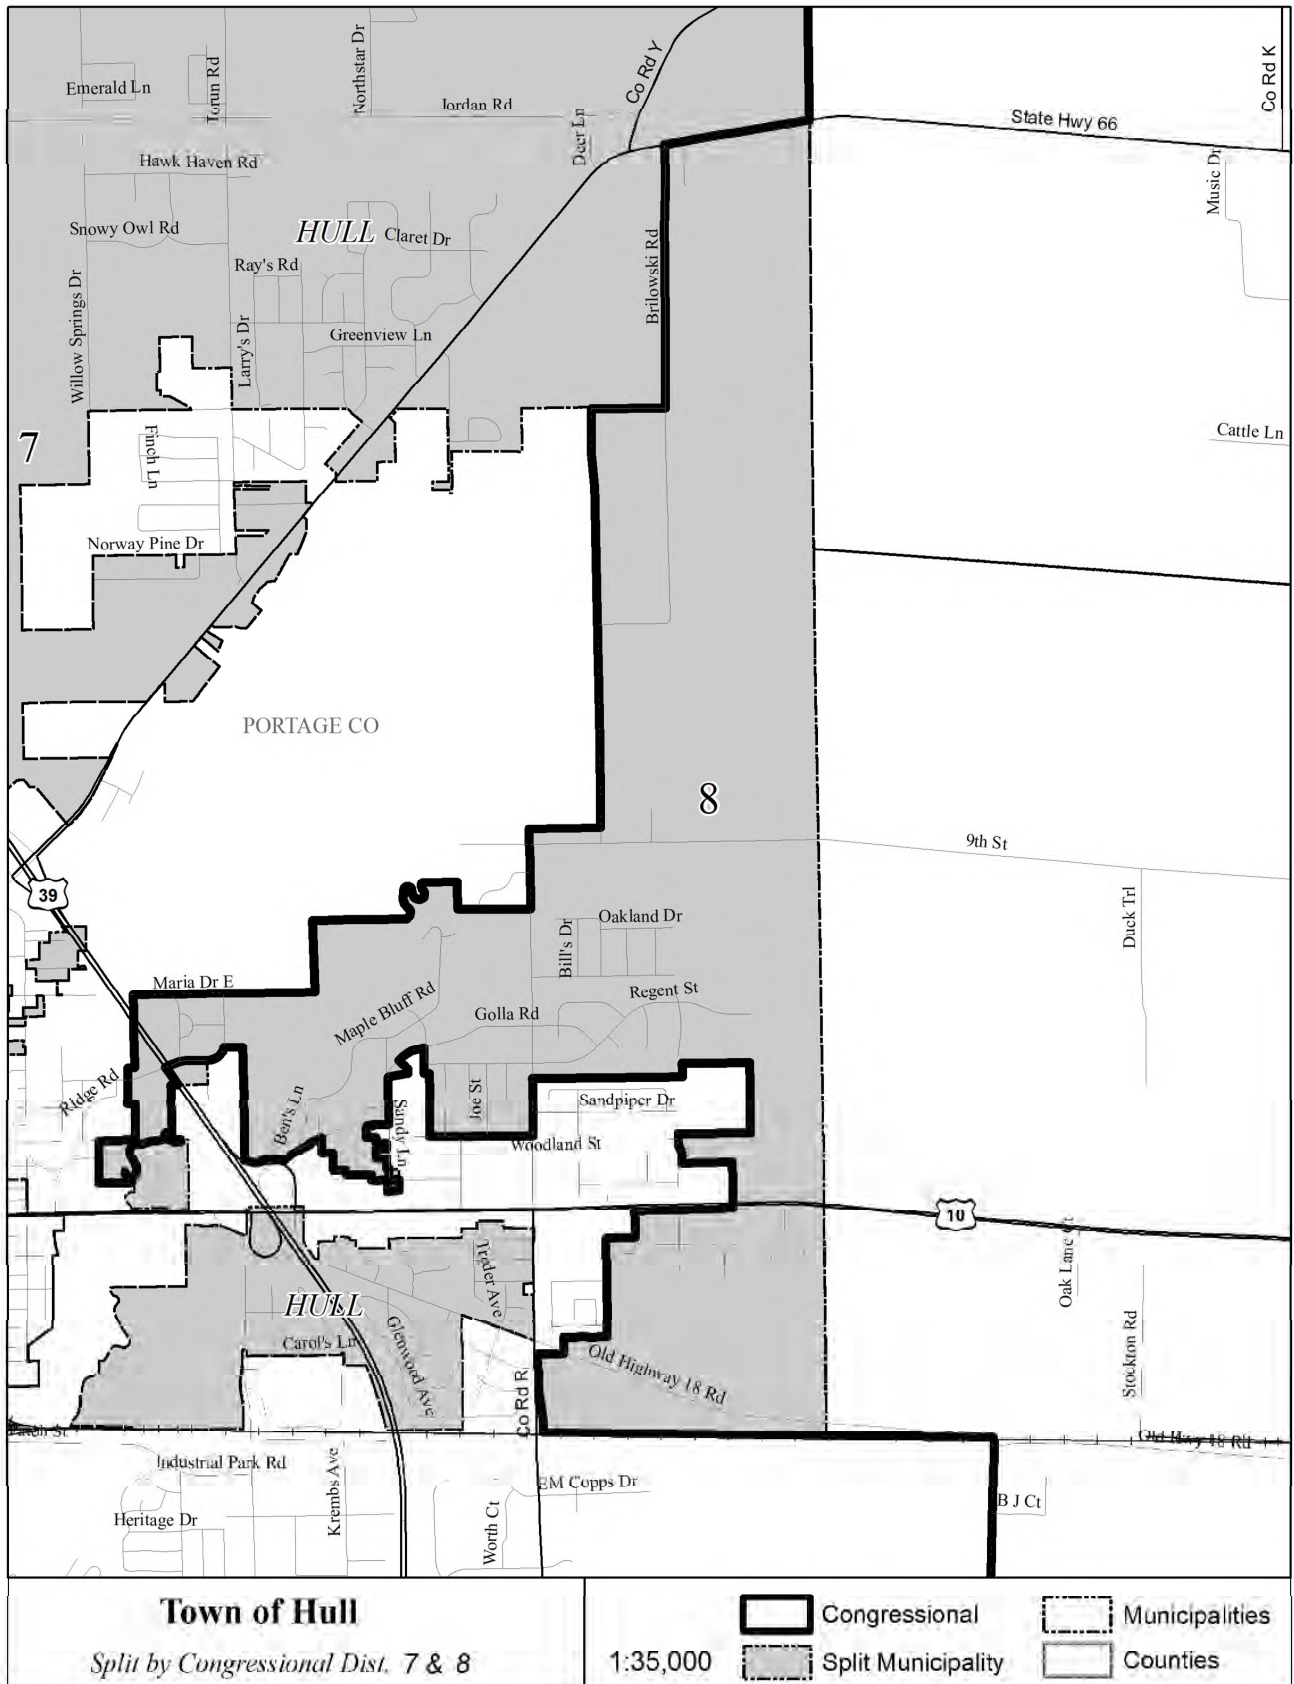 Co Rd K
Northstar Dr
Co Rd Y
Emerald Ln
Torun Rd
Jordan Rd
State Hwy 66
Deer Ln
Hawk Haven Rd
Music Dr
Snowy Owl Rd
HULL
Claret Dr
Ray's Rd
Brilowski Rd
Willow Springs Dr
Larry's Dr
Greenview Ln
7
Finch Ln
Cattle Ln
Norway Pine Dr
PORTAGE CO
8
9th St
39
Oakland Dr
Duck Trl
Bill's Dr
Maria Dr E
Regent St
Maple Bluff Rd
Golla Rd
Ridge Rd
Joe St
Sandpiper Dr
Ben's Ln
Sandy Ln
Woodland St
10
Oak Lane Ct
Trader Ave
HULL
Carol's Ln
Glenwood Ave
Old Highway 18 Rd
Stockton Rd
Co Rd R
Patch St
Old Hwy 18 Rd
Industrial Park Rd
Krembs Ave
EM Copps Dr
B J Ct
Heritage Dr
Worth Ct
Town of Hull
Split by Congressional Dist. 7 & 8
1:35,000
Congressional
Municipalities
Split Municipality
Counties